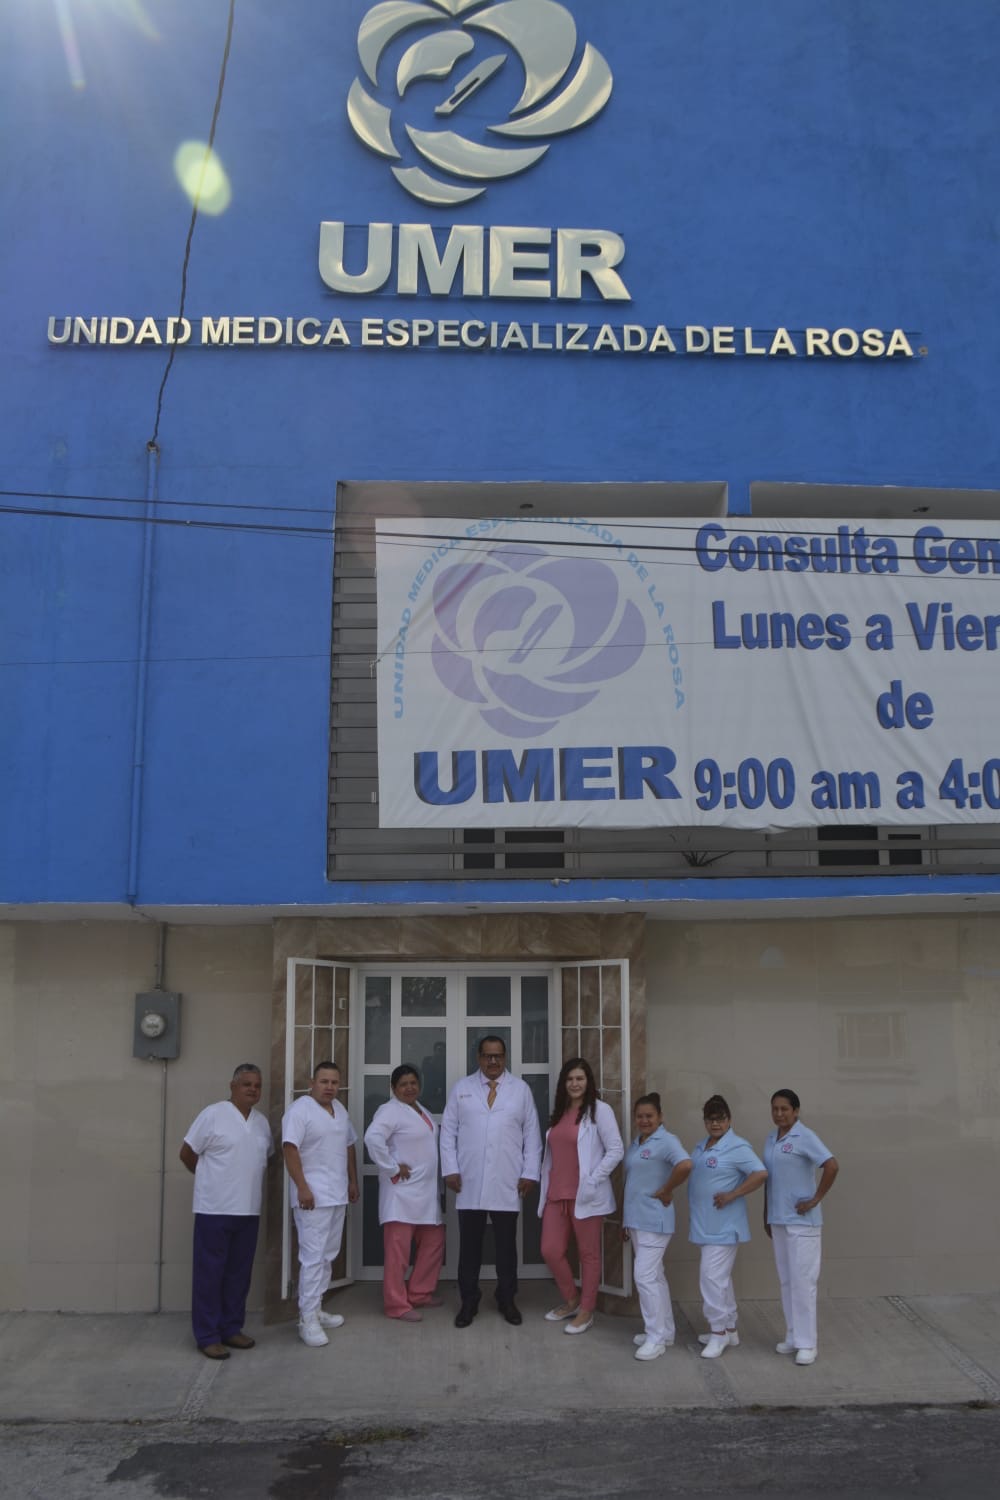 UMER
UNIDAD MEDICA ESPECIALIZADA DE LA ROSA
UNIDAD MEDICA ESPECIALIZADA DE LA ROSA
UMER
Consulta Gen
Lunes a Vier
de
9:00 am a 4:0